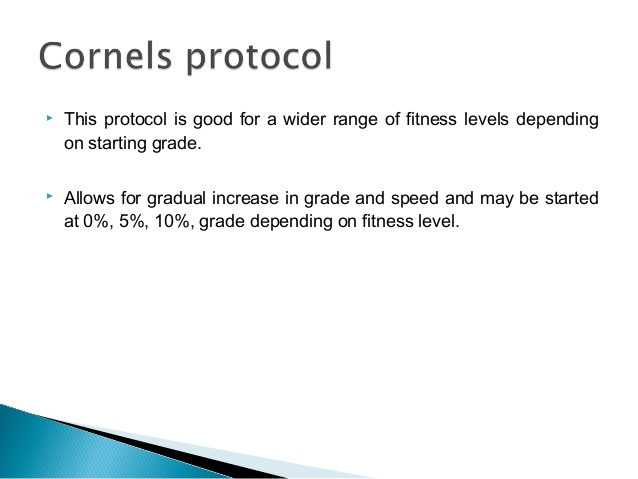 Cornels protocol
This protocol is good for a wider range of fitness levels depending
on starting grade.
Allows for gradual increase in grade and speed and may be started
at 0%, 5%, 10%, grade depending on fitness level.